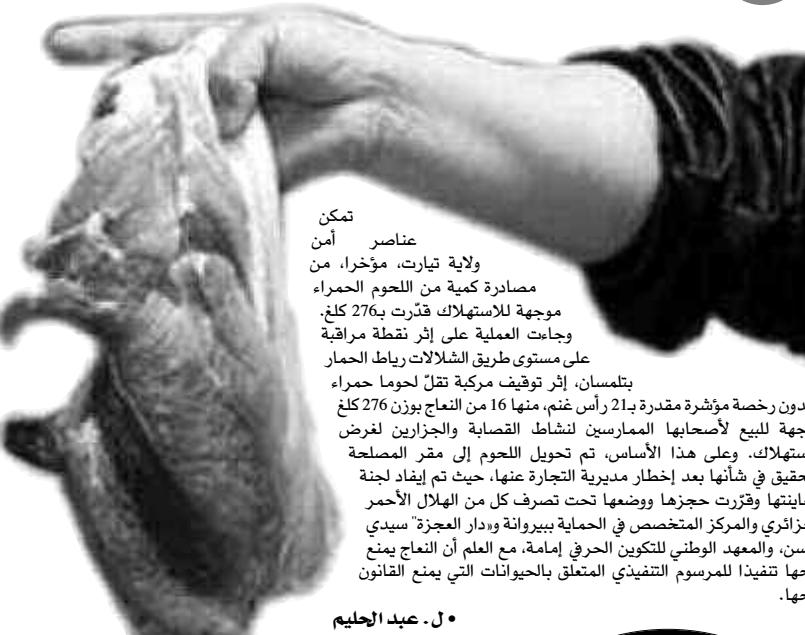 تمكن
عناصر أمن
ولاية تيارت، مؤخرا، من
مصادرة كمية من اللحوم الحمراء
موجهة للاستهلاك قدّرت بـ276 كلغ.
وجاءت العملية على إثر نقطة مراقبة
على مستوى طريق الشلالات رياط الحمار
بتلمسان، إثر توقيف مركبة تقلّ لحوما حمراء
دون رخصة مؤشرة مقدرة بـ21 رأس غنم، منها 16 من النعاج بوزن 276 كلغ
جهة للبيع لأصحابها الممارسين لنشاط القصابة والجزارين لغرض
ستهلاك. وعلى هذا الأساس، تم تحويل اللحوم إلى مقر المصلحة
حقيق في شأنها بعد إخطار مديرية التجارة عنها، حيث تم إيفاد لجنة
اينتها وقرّرت حجزها ووضعها تحت تصرف كل من الهلال الأحمر
جزائري والمركز المتخصص في الحماية ببيروانة و«دار العجزة" سيدي
سن، والمعهد الوطني للتكوين الحرفي إمامة، مع العلم أن النعاج يمنع
حها تنفيذا للمرسوم التنفيذي المتعلق بالحيوانات التي يمنع القانون
حها.
• ل. عبد الحليم